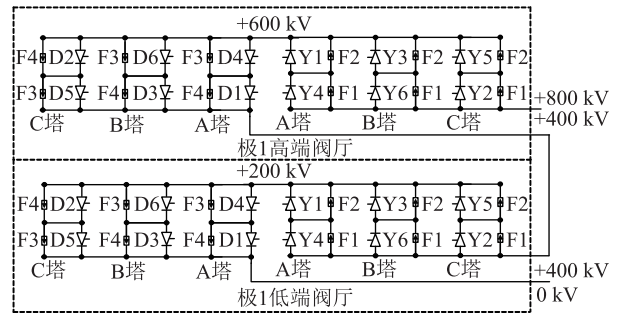 +600 kV
F4 D2 F3 D6 F3 D4 Y1 F2 Y3 F2 Y5 F2
F3 D5 F4 D3 F4 D1 Y4 F1 Y6 F1 Y2 F1
+800 kV
+400 kV
C塔 B塔 A塔 A塔 B塔 C塔
极1高端阀厅
+200 kV
F4 D2 F3 D6 F3 D4 Y1 F2 Y3 F2 Y5 F2
F3 D5 F4 D3 F4 D1 Y4 F1 Y6 F1 Y2 F1
C塔 B塔 A塔 A塔 B塔 C塔
+400 kV
极1低端阀厅
0 kV